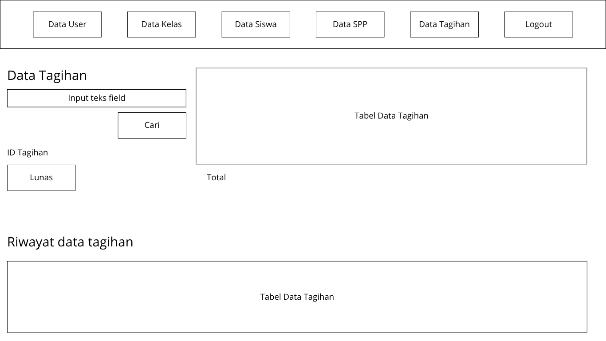 Data User
Data Kelas
Data Siswa
Data SPP
Data Tagihan
Logout
Data Tagihan
Input teks field
Cari
ID Tagihan
Lunas
Tabel Data Tagihan
Total
Riwayat data tagihan
Tabel Data Tagihan